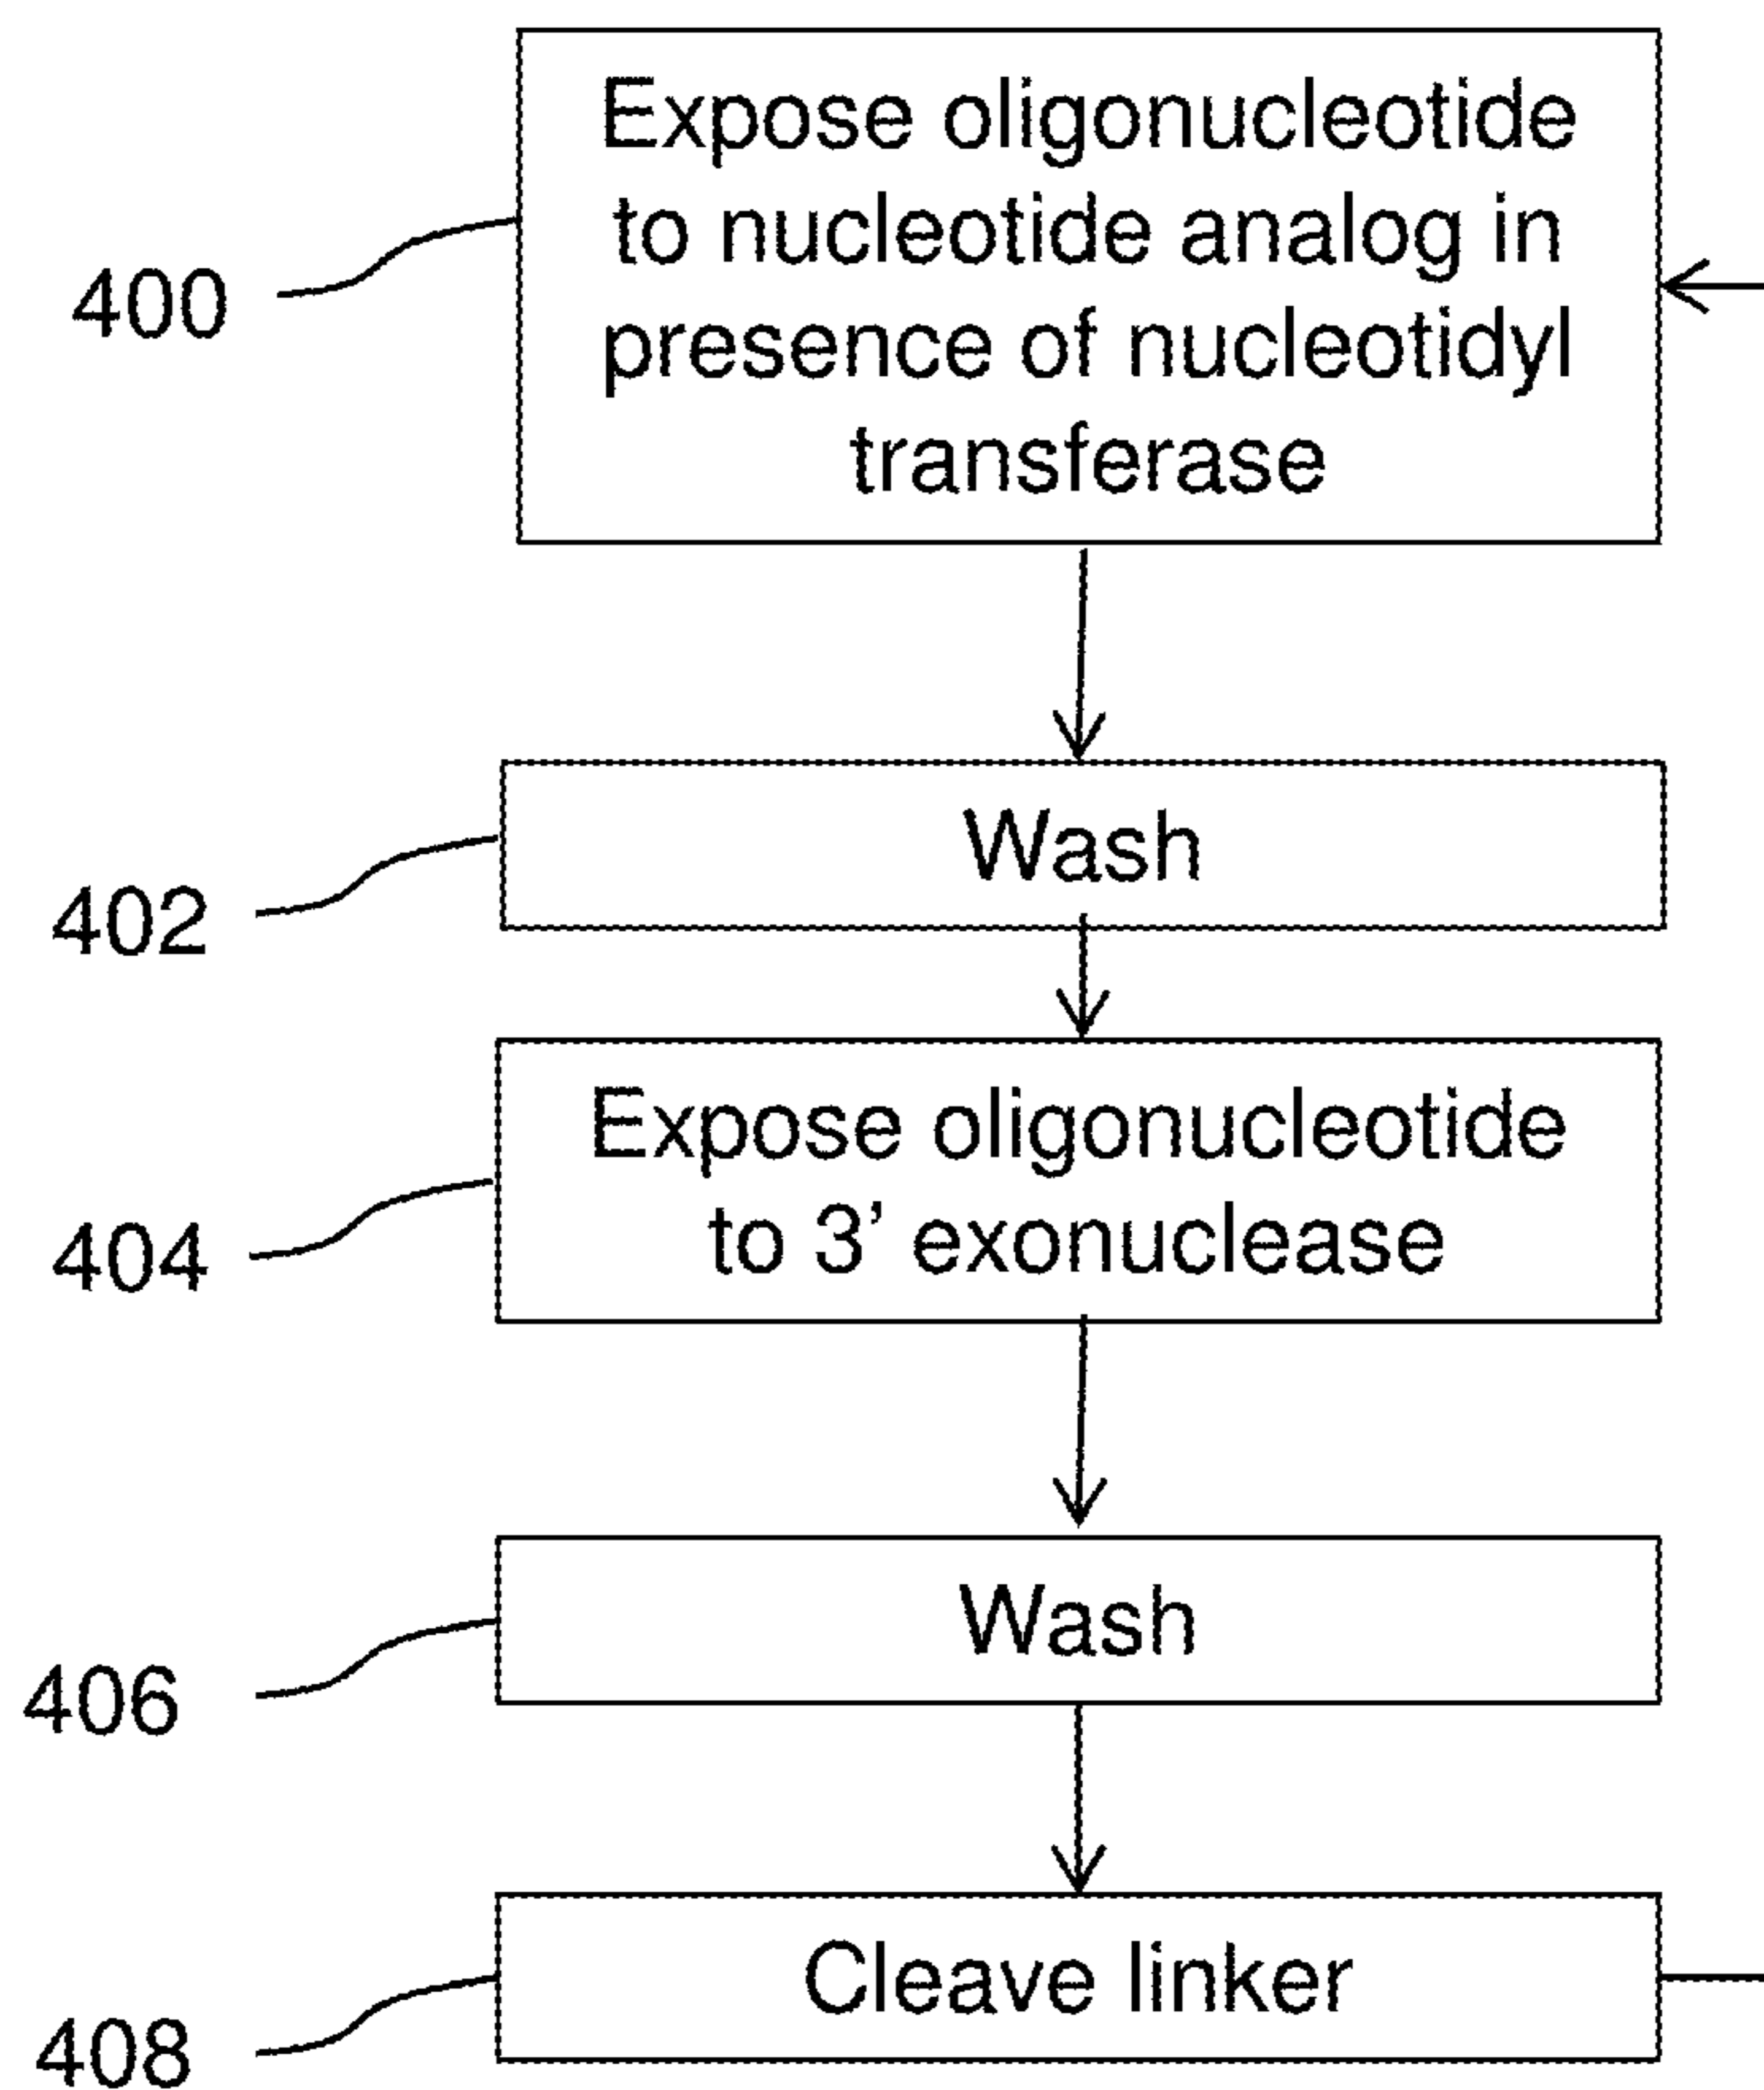 Expose oligonucleotide
to nucleotide analog in
presence of nucleotidyl
transferase
400
Wash
402
Expose oligonucleotide
to 3’ exonuclease
404
Wash
406
Cleave linker
408